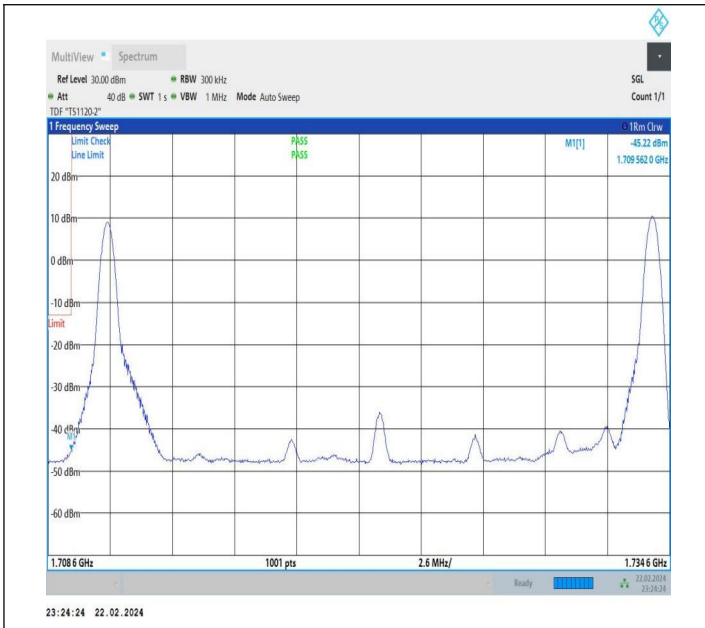 R S
MultiView Spectrum
Ref Level 30.00 dBm RBW 300 kHz SGL
Att 40 dB SWT 1 s VBW 1 MHz Mode Auto Sweep Count 1/1
TDF "TS1120-2"
1 Frequency Sweep 1Rm Clrw
Limit Check PASS M1[1] -45.22 dBm
Line Limit PASS 1.709 562 0 GHz
20 dBm
10 dBm
0 dBm
-10 dBm
Limit
-20 dBm
-30 dBm
-40 dBm
M1
-50 dBm
-60 dBm
1.708 6 GHz 1001 pts 2.6 MHz/ 1.734 6 GHz
Ready 22.02.2024
23:24:24
23:24:24 22.02.2024